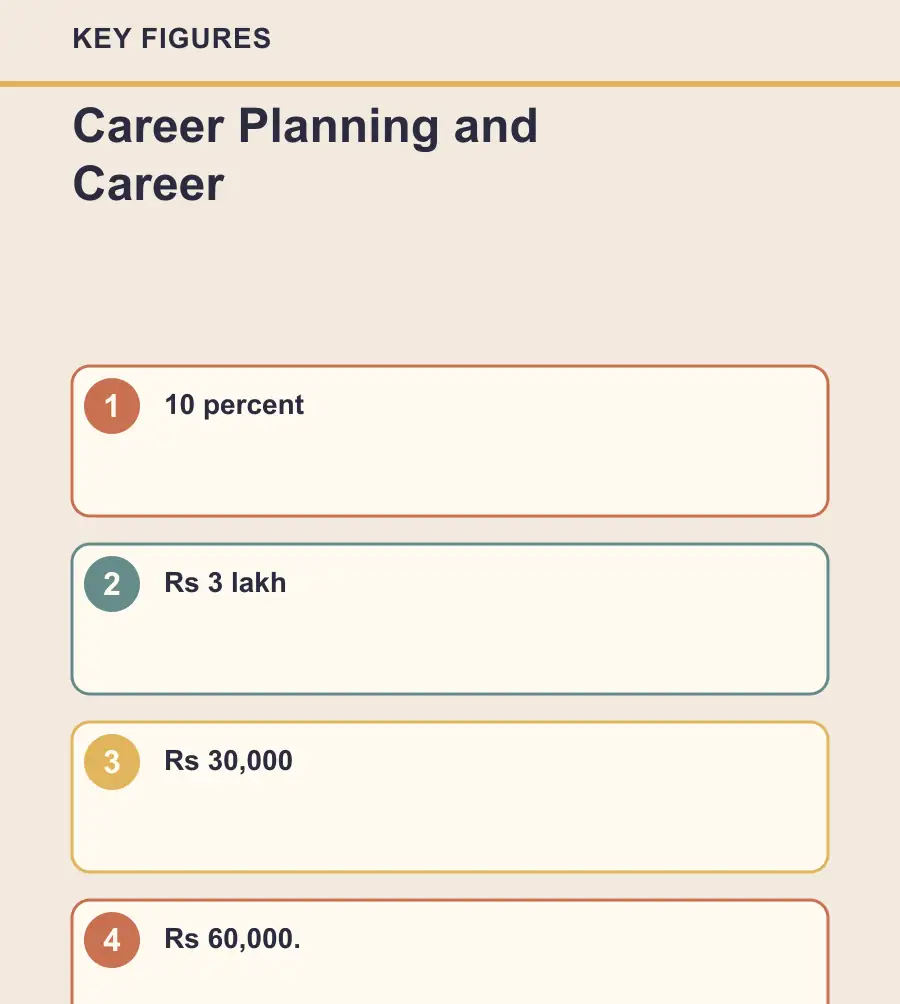 KEY FIGURES
Career Planning and
Career
1 10 percent
2 Rs 3 lakh
3 Rs 30,000
4 Rs 60,000.